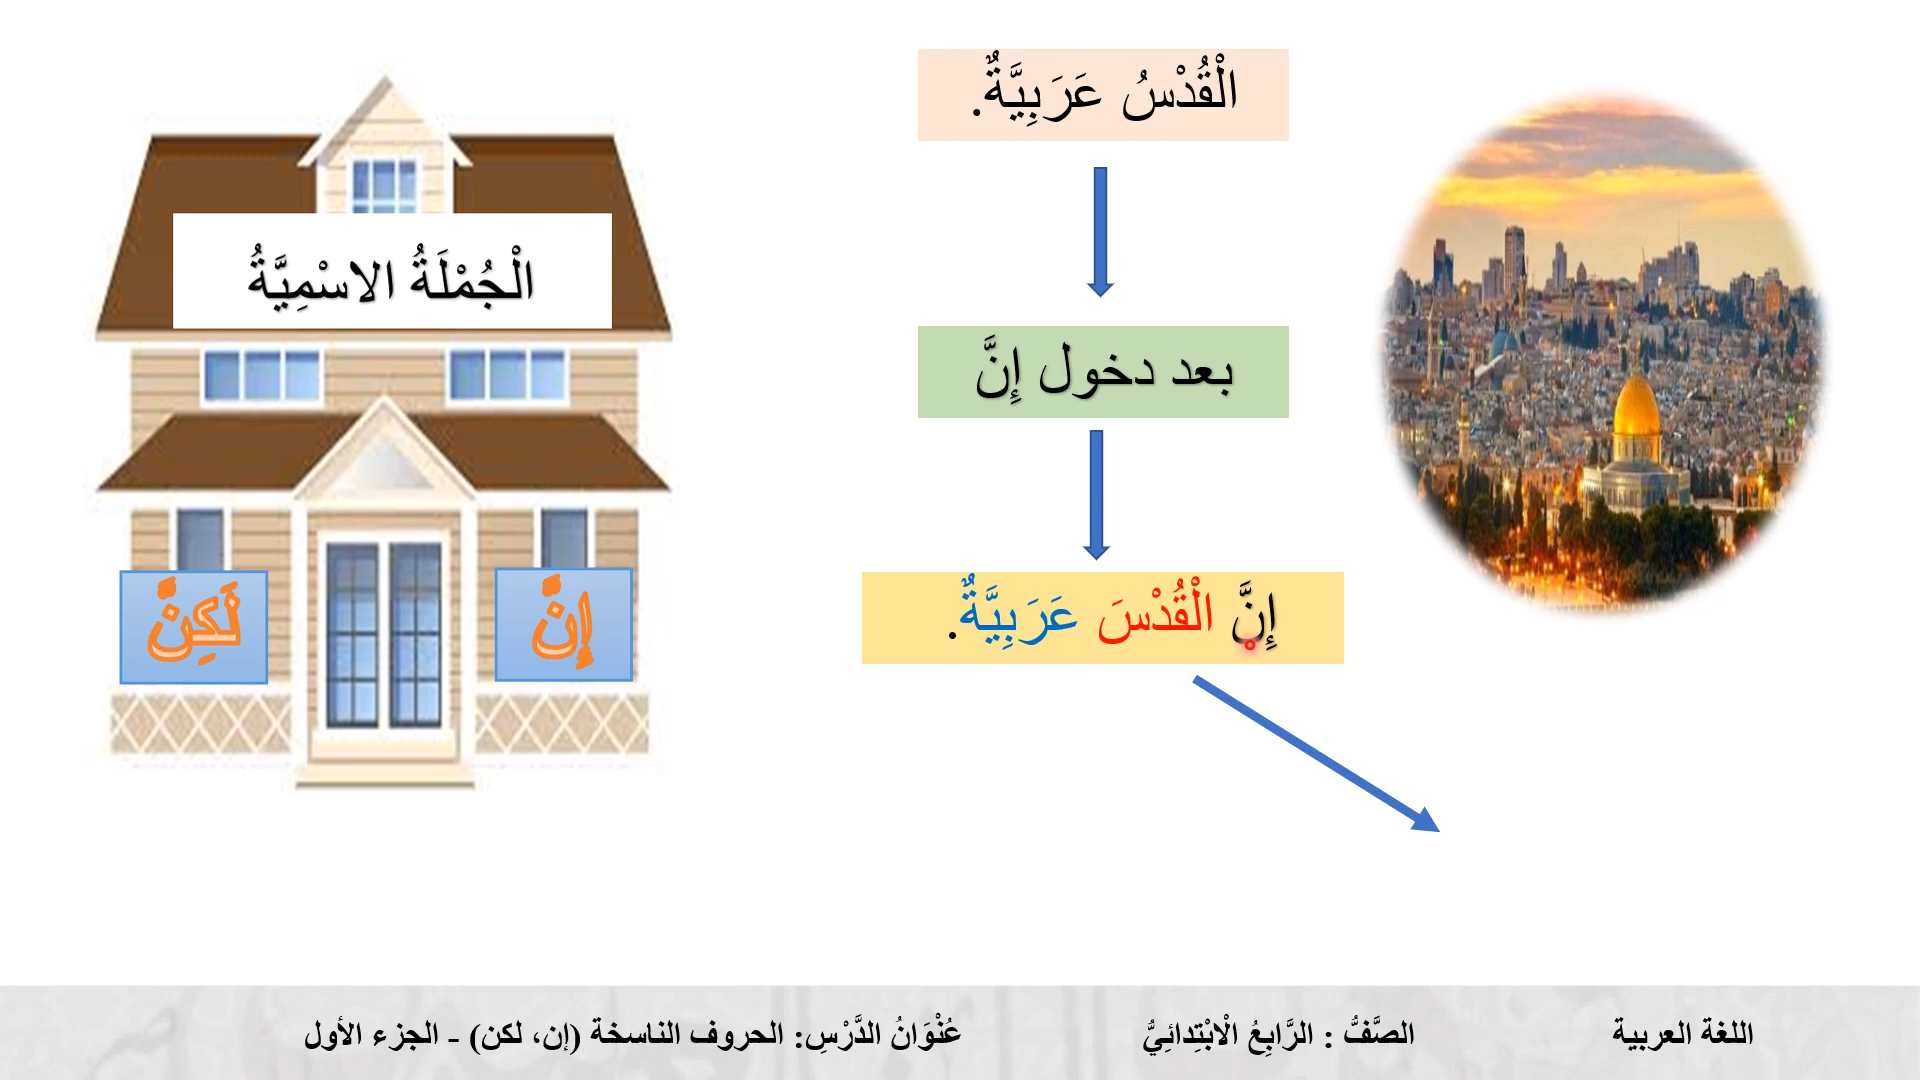 الْقُدْسُ عَرَبِيَّةٌ.
بعد دخول إِنَّ
إِنَّ الْقُدْسَ عَرَبِيَّةٌ.
الْجُمْلَةُ الاسْمِيَّةُ
إِنَّ
لَكِنَّ
اللغة العربية
الصَّفُّ : الرَّابِعُ الْابْتِدائِيُّ
عُنْوَانُ الدَّرْسِ: الحروف الناسخة (إن، لكن) - الجزء الأول